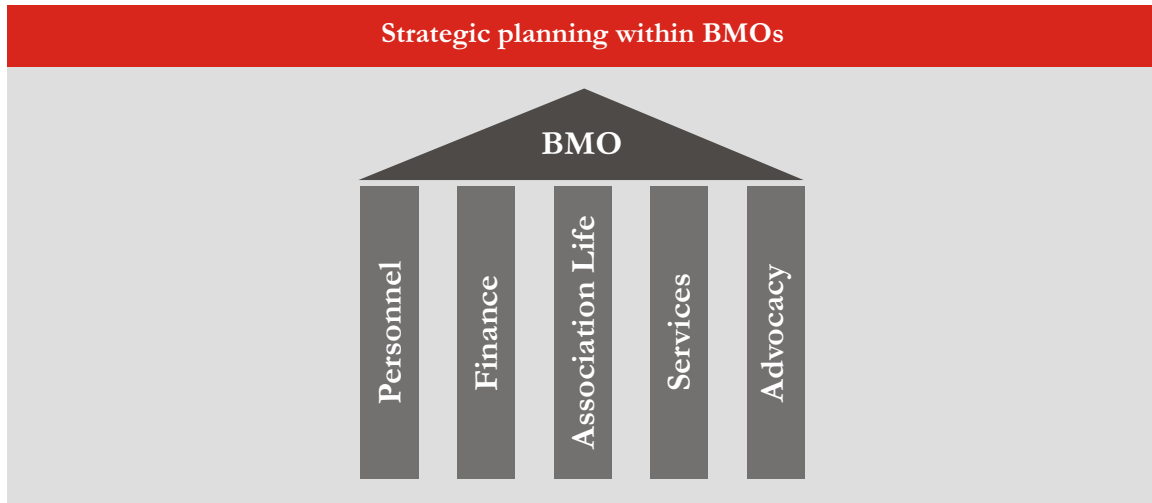 Strategic planning within BMOs
BMO
Personnel
Finance
Association Life
Services
Advocacy